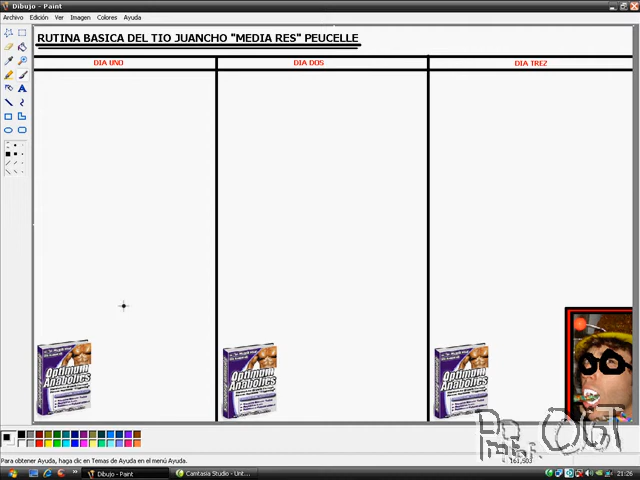 Dibujo - Paint
Archivo Edición Ver Imagen Colores Ayuda
RUTINA BASICA DEL TIO JUANCHO "MEDIA RES" PEUCELLE
DIA UNO DIA DOS DIA TREZ
Optimum Anabolics
Optimum Anabolics
Optimum Anabolics
OGT
Para obtener Ayuda, haga clic en Temas de Ayuda en el menú Ayuda.
161,503
Dibujo - Paint
Camtasia Studio - Unt...
21:26